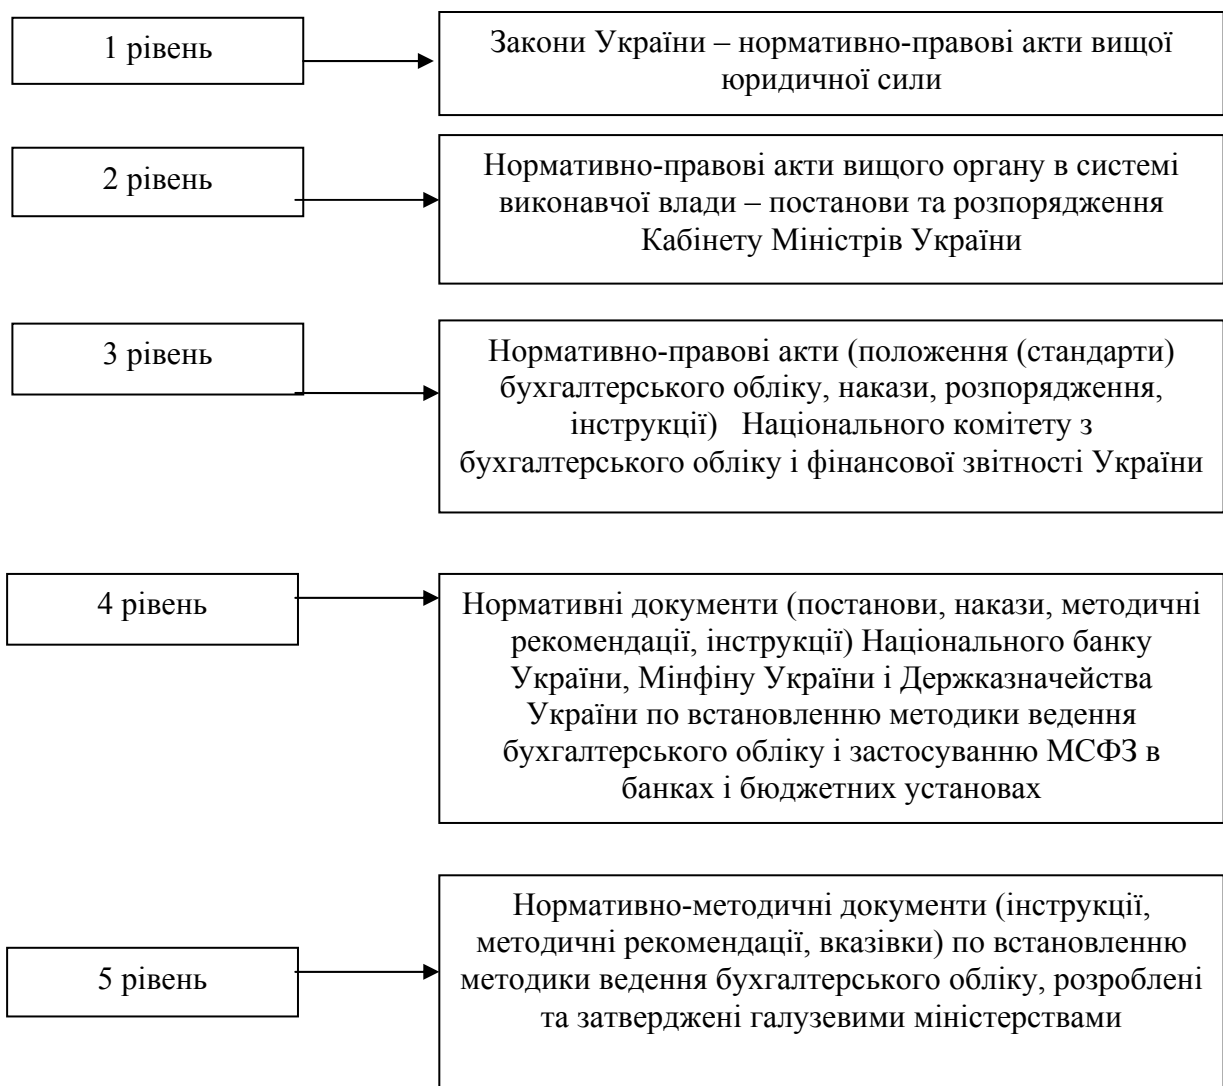 1 рівень
Закони України – нормативно-правові акти вищої
юридичної сили
2 рівень
Нормативно-правові акти вищого органу в системі
виконавчої влади – постанови та розпорядження
Кабінету Міністрів України
3 рівень
Нормативно-правові акти (положення (стандарти)
бухгалтерського обліку, накази, розпорядження,
інструкції) Національного комітету з
бухгалтерського обліку і фінансової звітності України
4 рівень
Нормативні документи (постанови, накази, методичні
рекомендації, інструкції) Національного банку
України, Мінфіну України і Держказначейства
України по встановленню методики ведення
бухгалтерського обліку і застосуванню МСФЗ в
банках і бюджетних установах
5 рівень
Нормативно-методичні документи (інструкції,
методичні рекомендації, вказівки) по встановленню
методики ведення бухгалтерського обліку, розроблені
та затверджені галузевими міністерствами